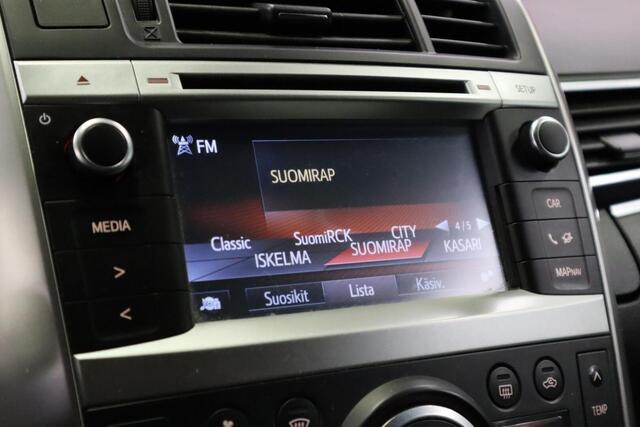 SETUP
FM
SUOMIRAP
MEDIA
CAR
Classic SuomiRCK CITY 4/5
ISKELMA SUOMIRAP KASARI
MAP NAV
>
<
Suosikit Lista Käsiv.
TEMP